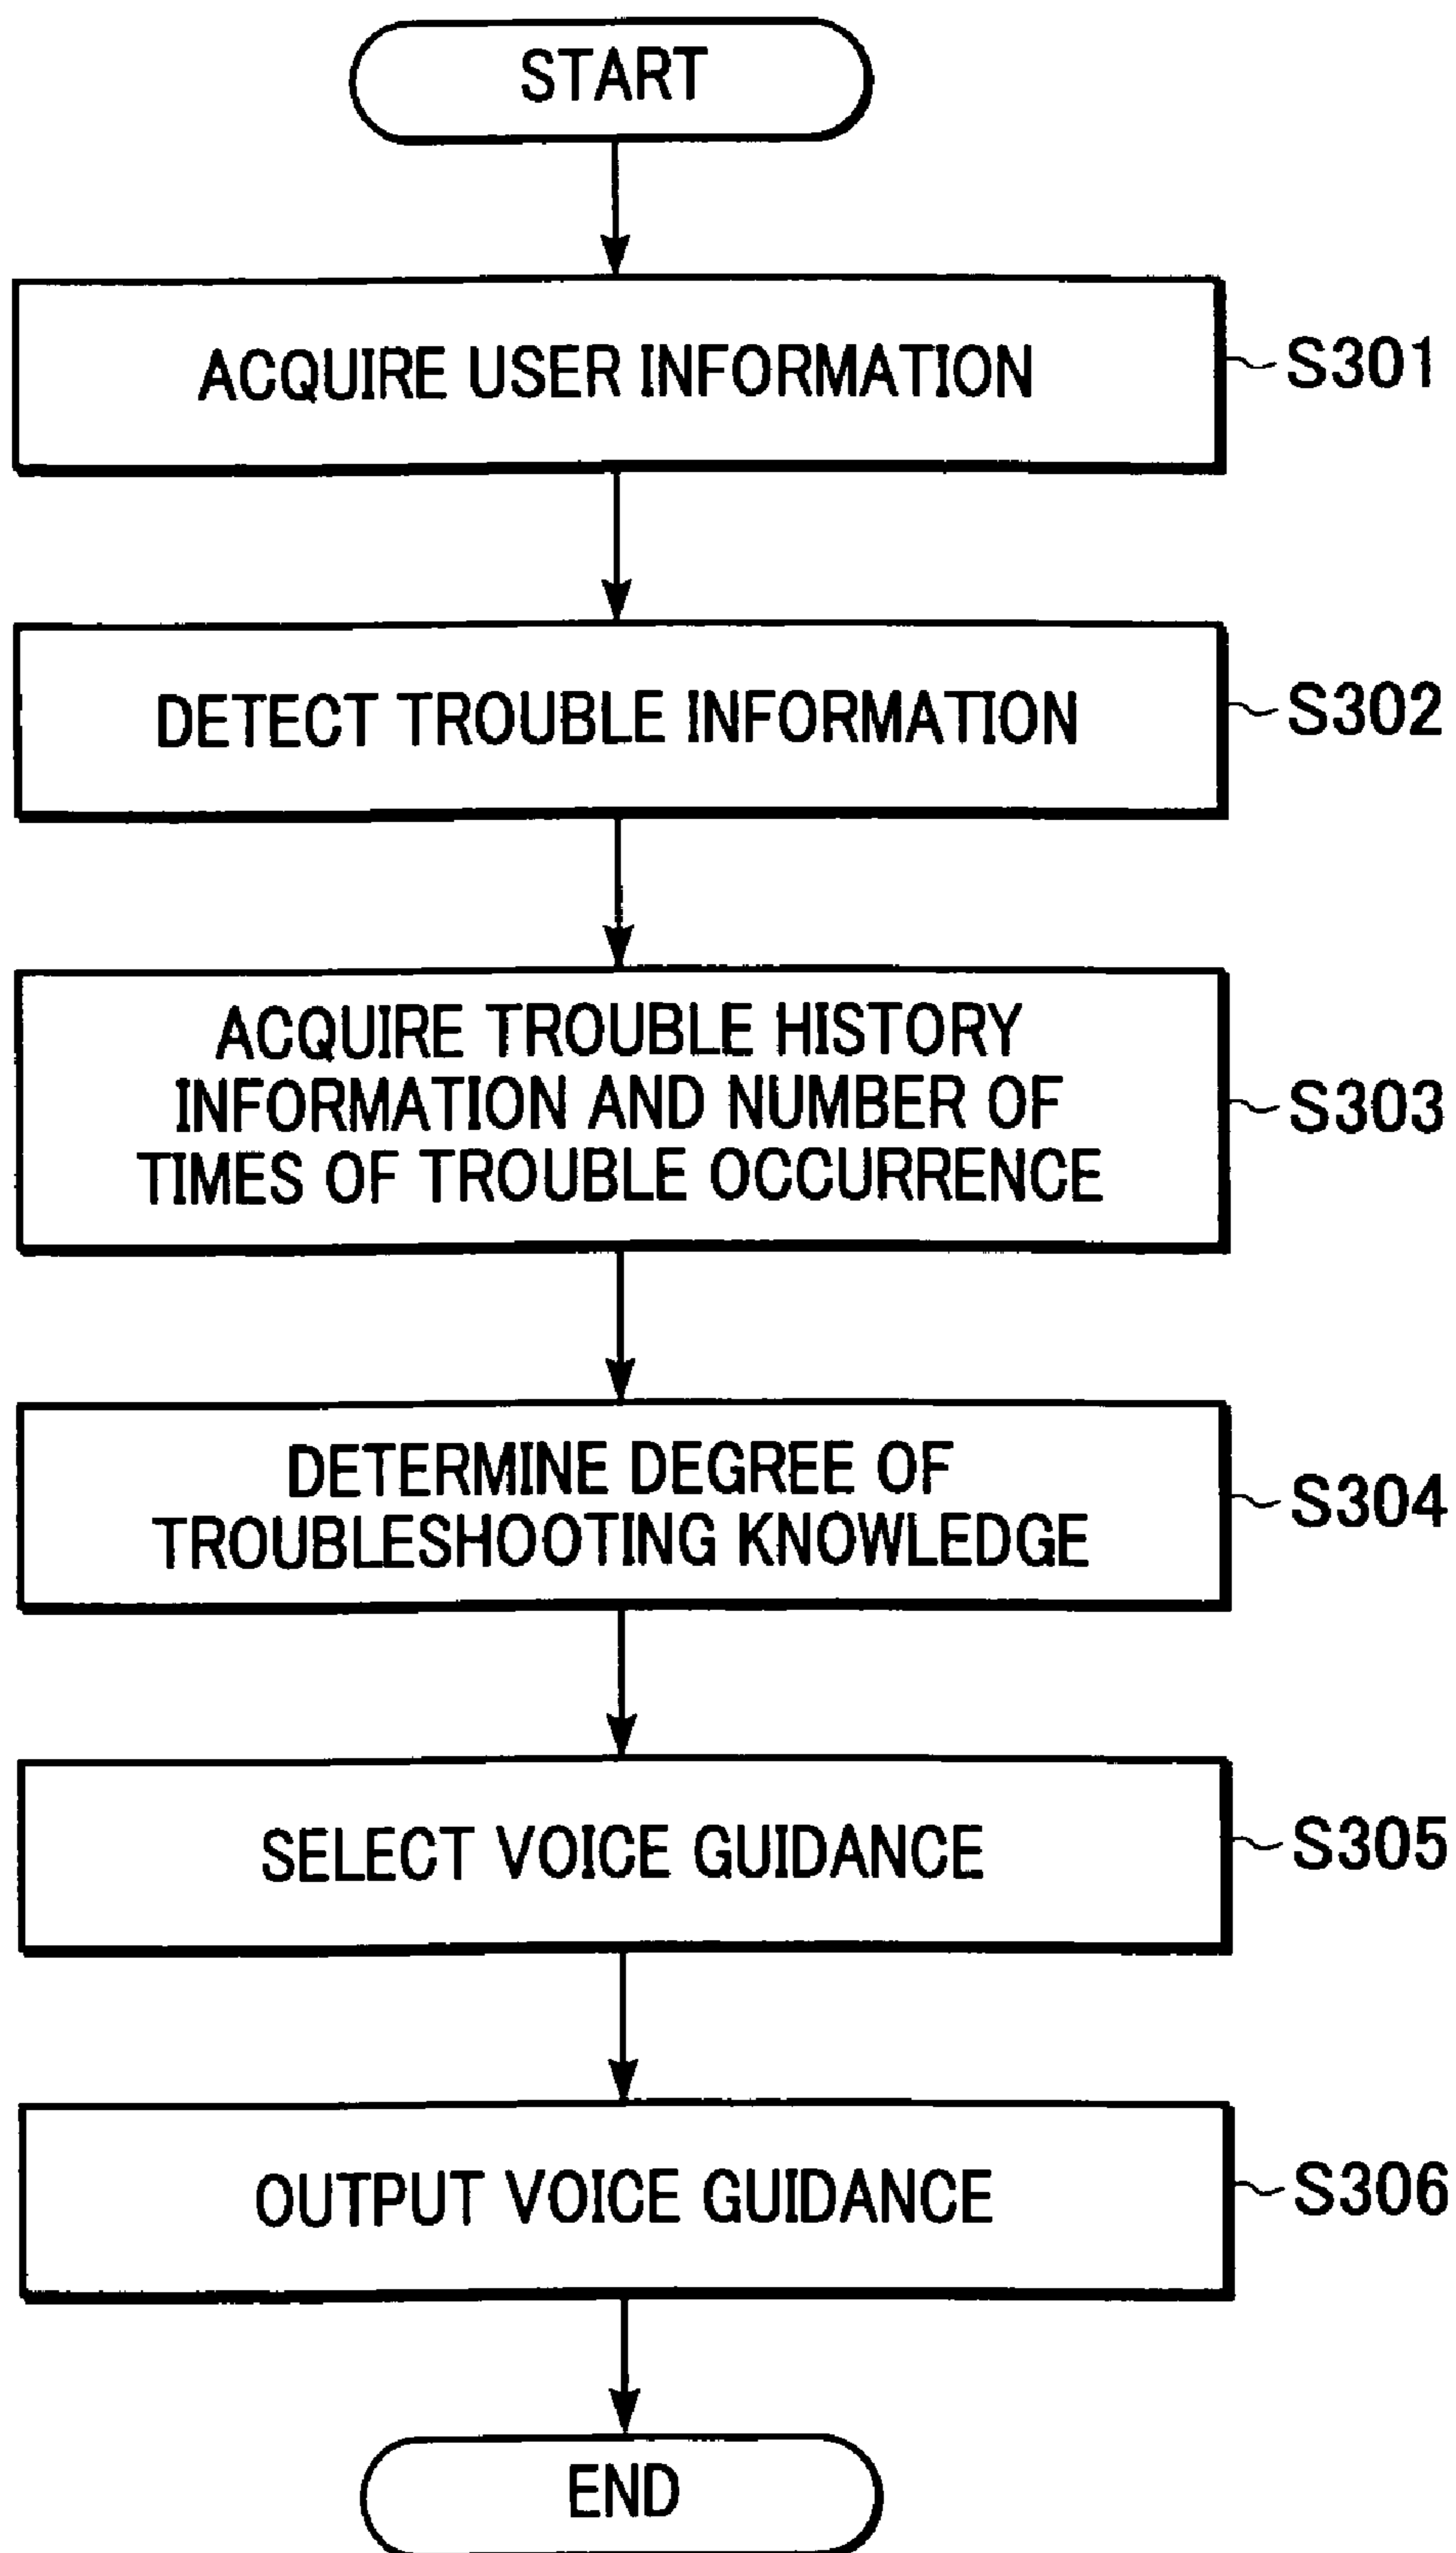 START
ACQUIRE USER INFORMATION
S301
DETECT TROUBLE INFORMATION
S302
ACQUIRE TROUBLE HISTORY
INFORMATION AND NUMBER OF
TIMES OF TROUBLE OCCURRENCE
S303
DETERMINE DEGREE OF
TROUBLESHOOTING KNOWLEDGE
S304
SELECT VOICE GUIDANCE
S305
OUTPUT VOICE GUIDANCE
S306
END